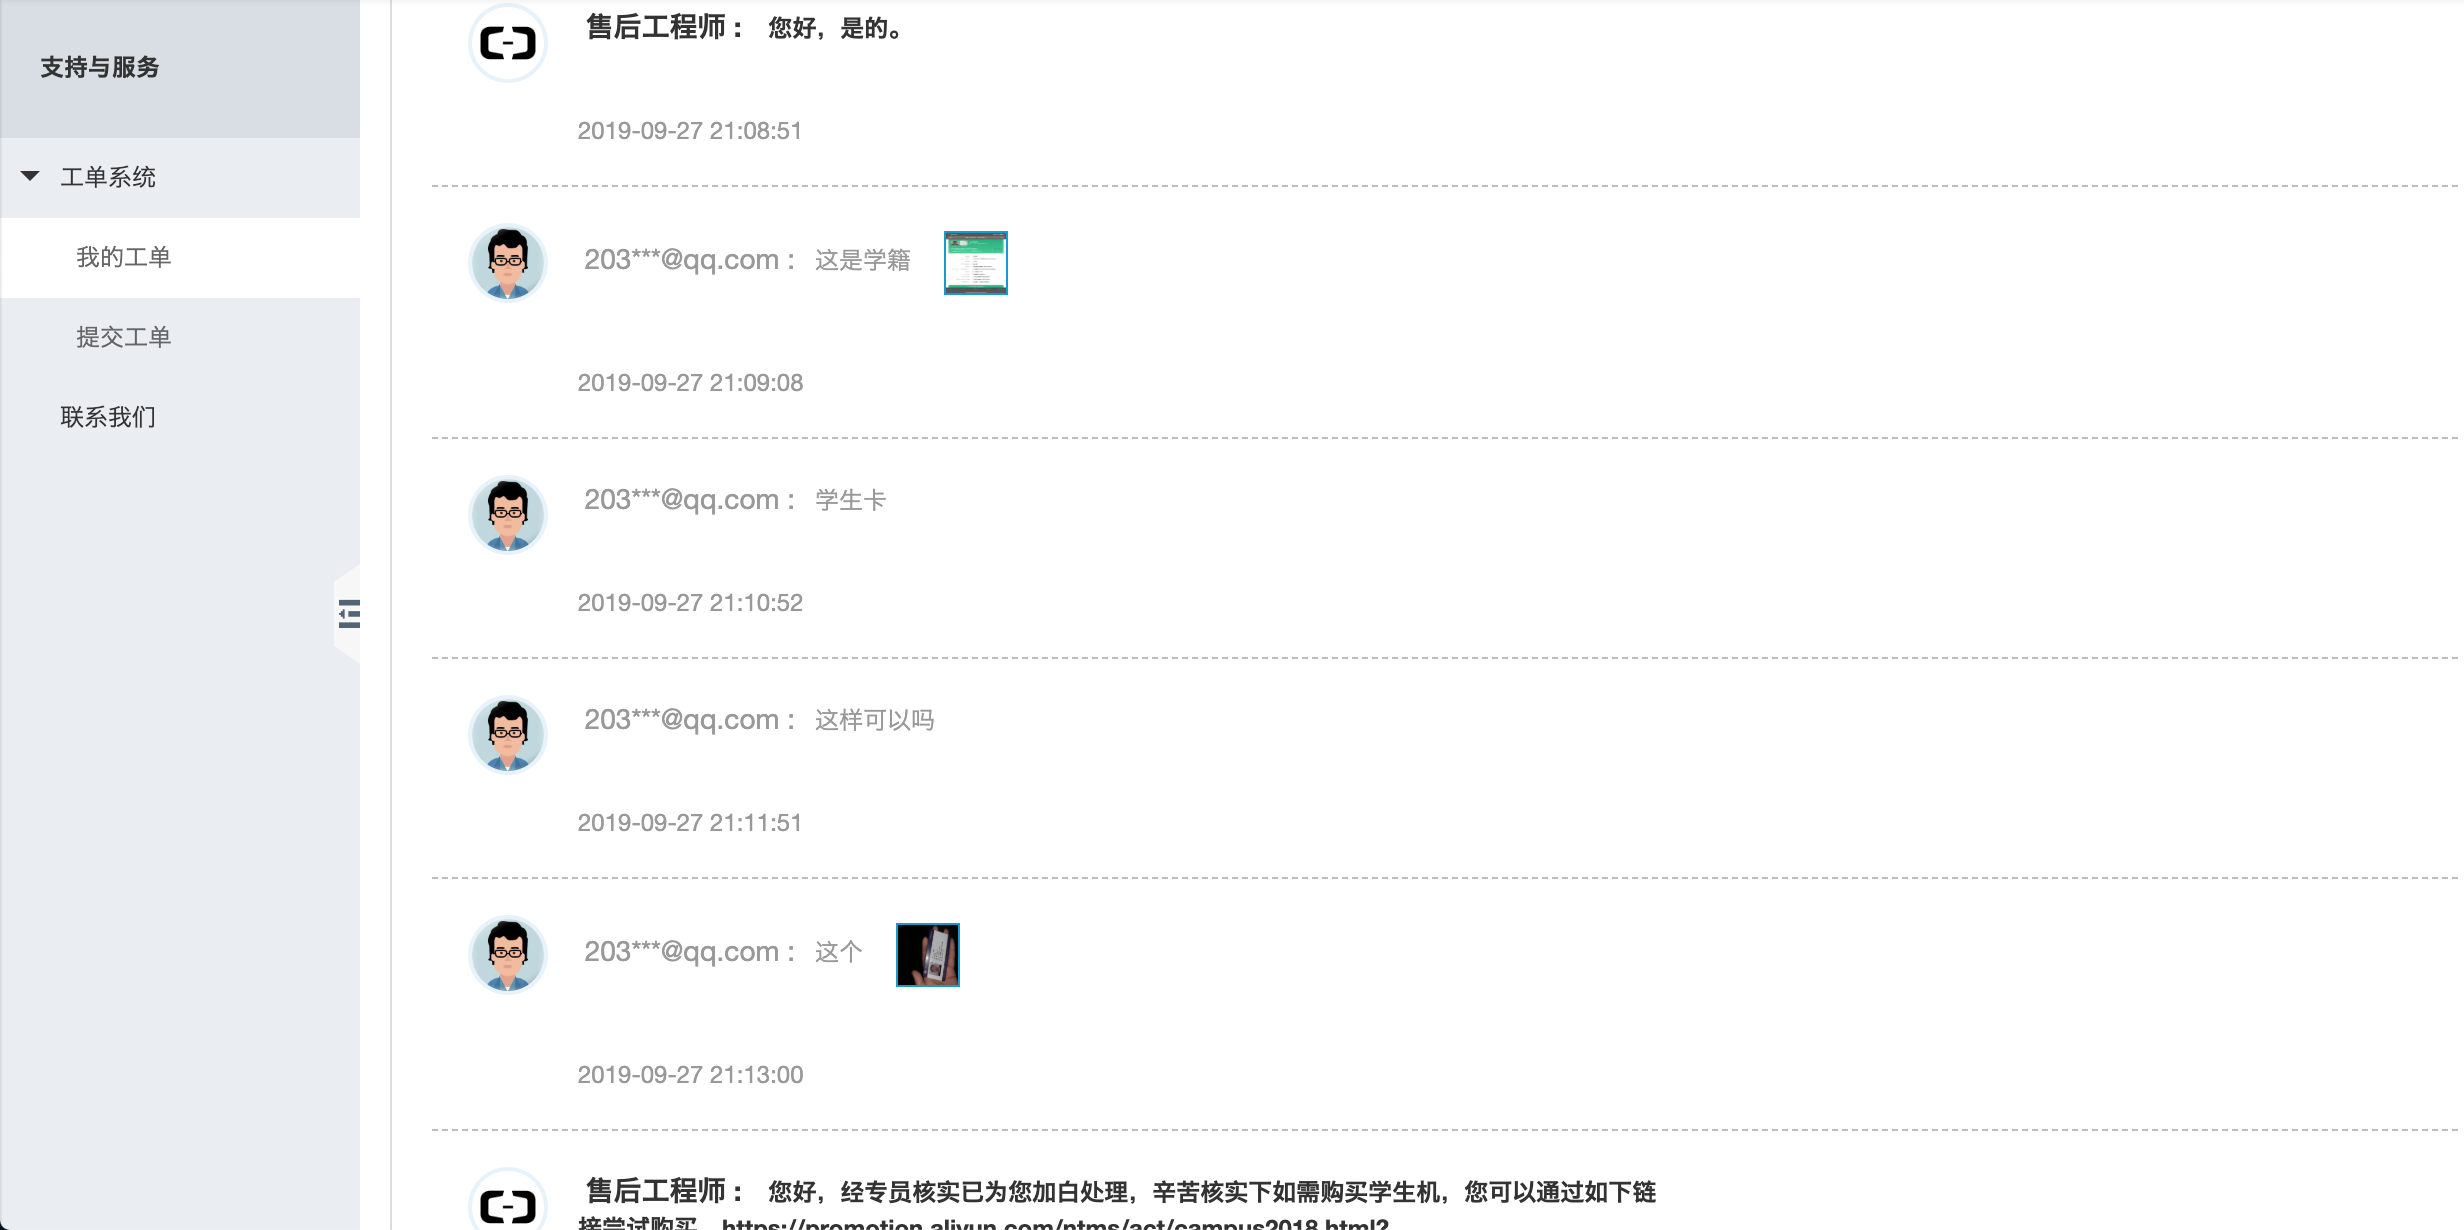 支持与服务
工单系统
我的工单
提交工单
联系我们
售后工程师： 您好，是的。
2019-09-27 21:08:51
203***@qq.com： 这是学籍
2019-09-27 21:09:08
203***@qq.com： 学生卡
2019-09-27 21:10:52
203***@qq.com： 这样可以吗
2019-09-27 21:11:51
203***@qq.com： 这个
2019-09-27 21:13:00
售后工程师： 您好，经专员核实已为您加白处理，辛苦核实下如需购买学生机，您可以通过如下链
接尝试购买，https://promotion.aliyun.com/ntms/act/campus2018.html?